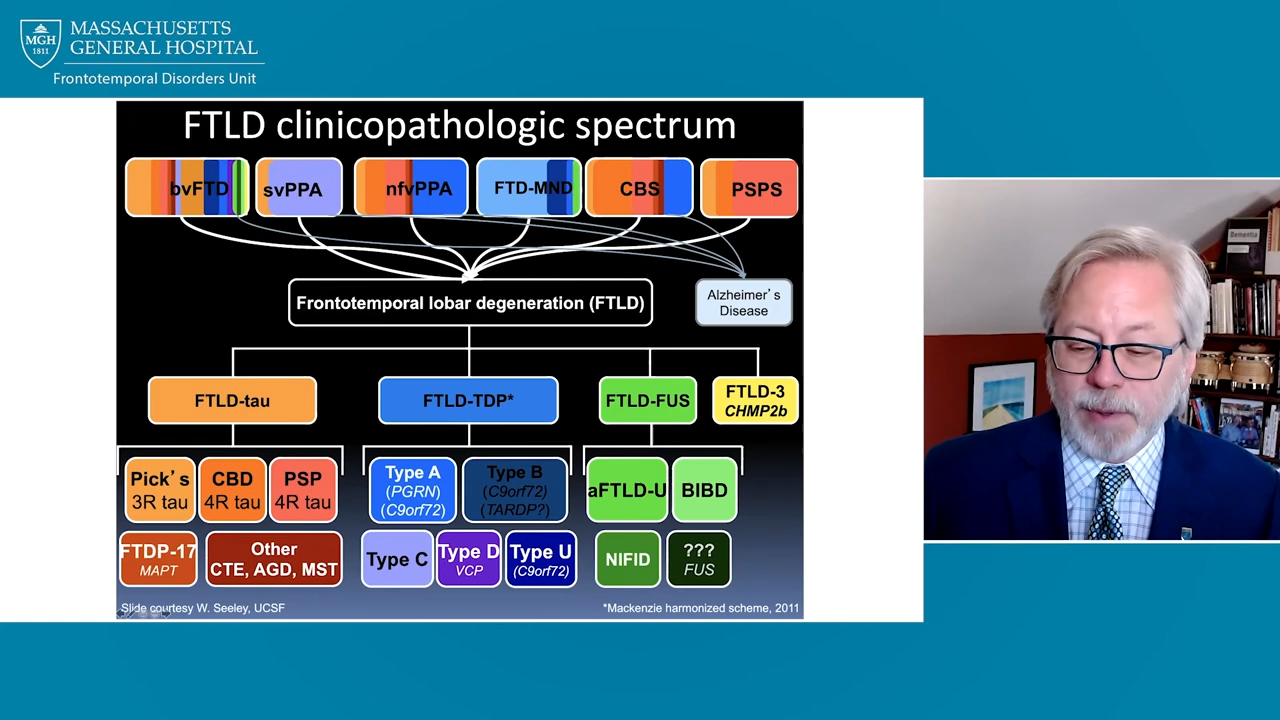 MASSACHUSETTS
GENERAL HOSPITAL
MGH
1811
Frontotemporal Disorders Unit
FTLD clinicopathologic spectrum
bvFTD
svPPA
nfvPPA
FTD-MND
CBS
PSPS
Frontotemporal lobar degeneration (FTLD)
Alzheimer's
Disease
FTLD-tau
FTLD-TDP*
FTLD-FUS
FTLD-3
CHMP2b
Pick's
3R tau
CBD
4R tau
PSP
4R tau
Type A
(PGRN)
(C9orf72)
Type B
(C9orf72)
(TARDP?)
aFTLD-U
BIBD
FTDP-17
MAPT
Other
CTE, AGD, MST
Type C
Type D
VCP
Type U
(C9orf72)
NIFID
???
FUS
Slide courtesy W. Seeley, UCSF
*Mackenzie harmonized scheme, 2011
Dementia